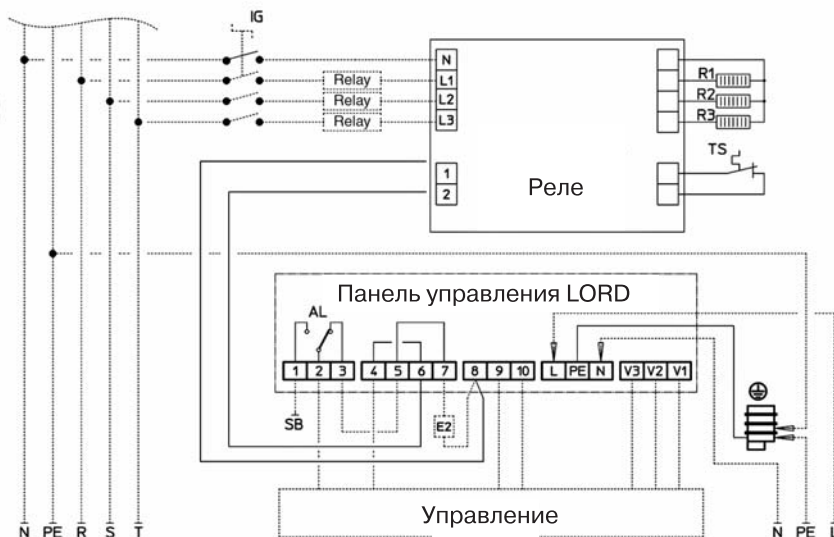 IG
N
L1
L2
L3
Relay
Relay
Relay
R1
R2
R3
TS
1
2
Реле
Панель управления LORD
AL
1 2 3 4 5 6 7 8 9 10 L PE N V3 V2 V1
SB
E2
Управление
N PE R S T N PE L